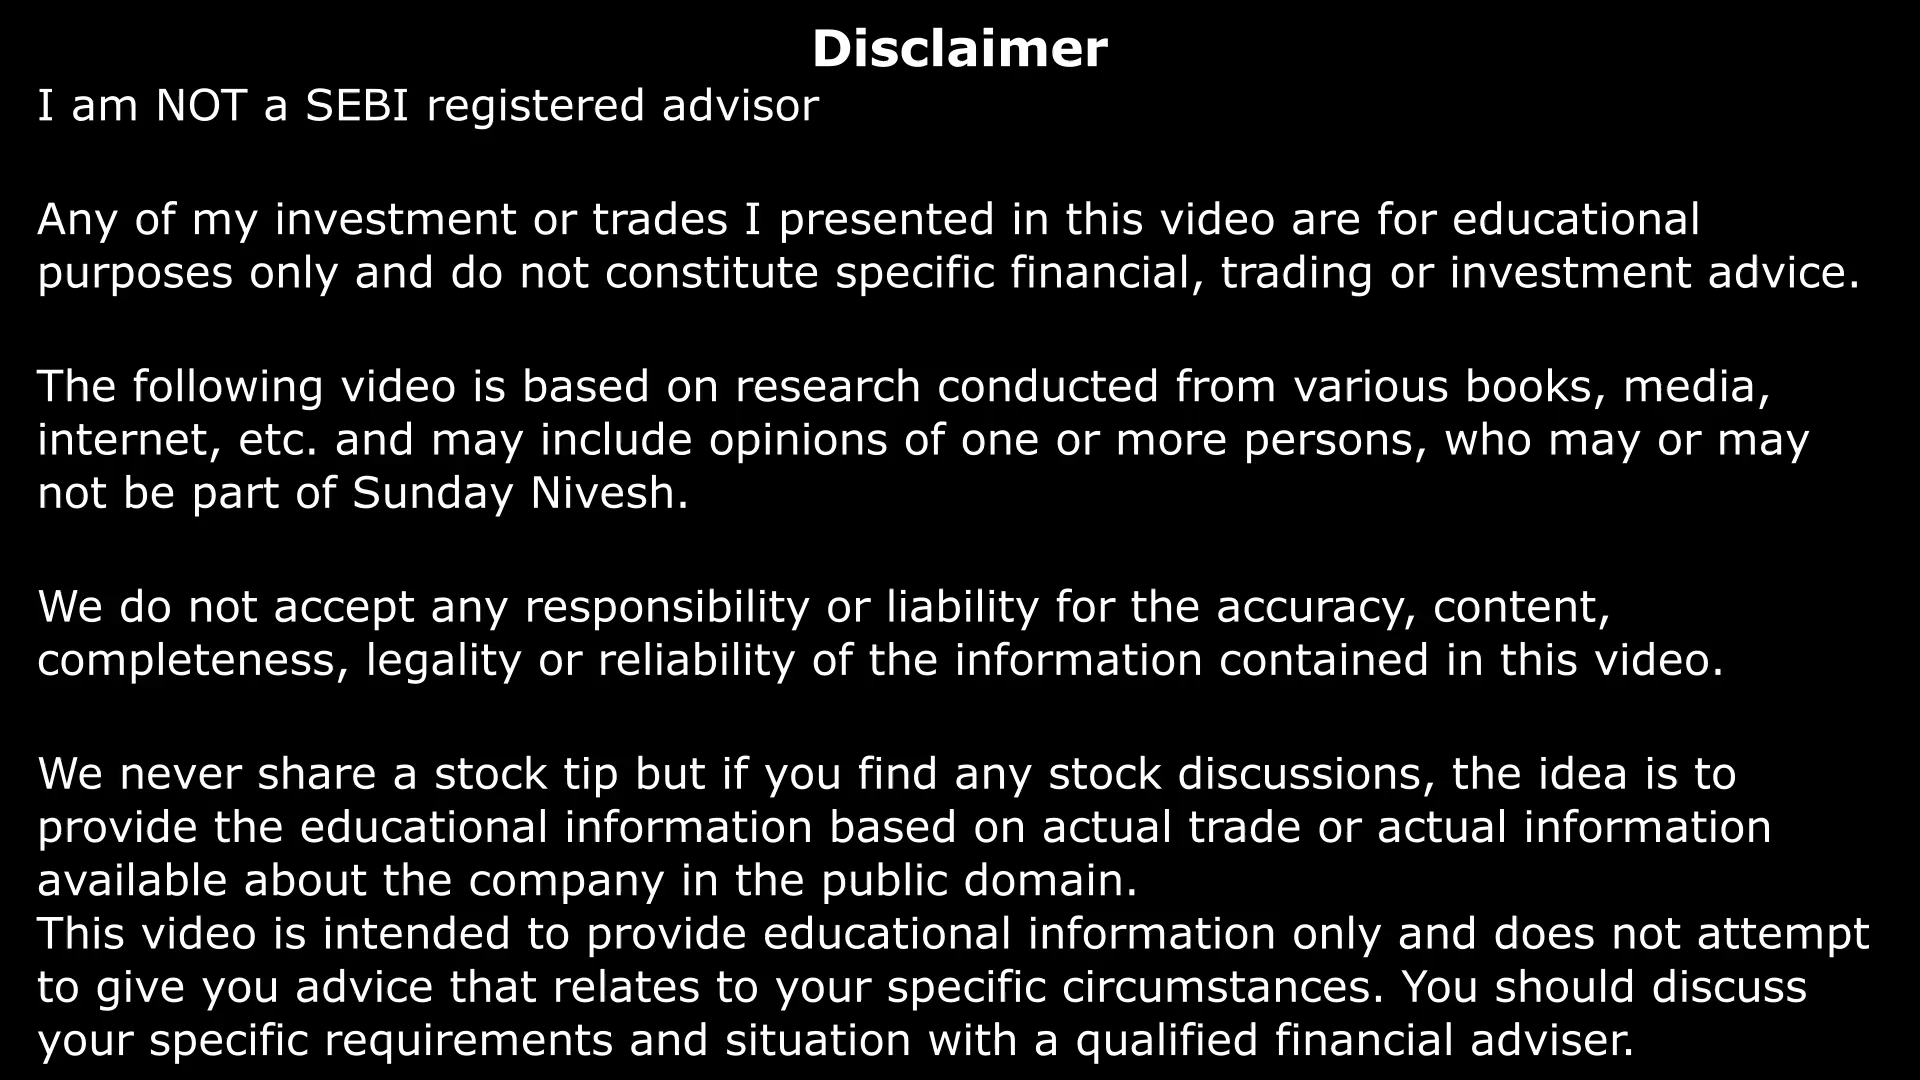 Disclaimer
I am NOT a SEBI registered advisor
Any of my investment or trades I presented in this video are for educational
purposes only and do not constitute specific financial, trading or investment advice.
The following video is based on research conducted from various books, media,
internet, etc. and may include opinions of one or more persons, who may or may
not be part of Sunday Nivesh.
We do not accept any responsibility or liability for the accuracy, content,
completeness, legality or reliability of the information contained in this video.
We never share a stock tip but if you find any stock discussions, the idea is to
provide the educational information based on actual trade or actual information
available about the company in the public domain.
This video is intended to provide educational information only and does not attempt
to give you advice that relates to your specific circumstances. You should discuss
your specific requirements and situation with a qualified financial adviser.